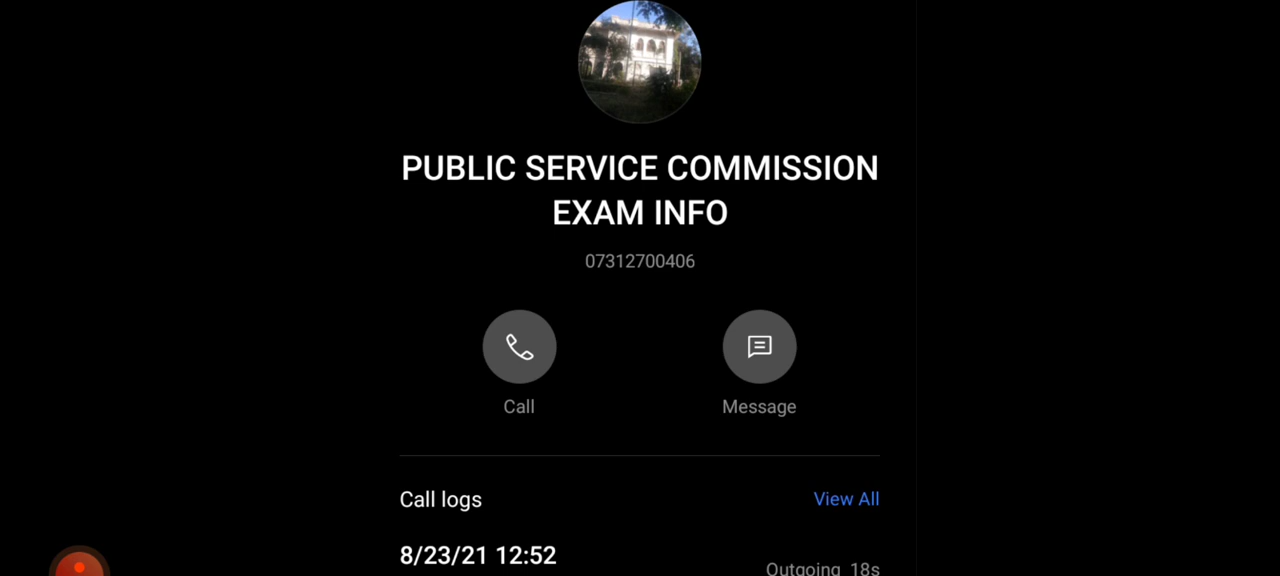 PUBLIC SERVICE COMMISSION
EXAM INFO
07312700406
Call
Message
Call logs
View All
8/23/21 12:52
Outgoing 18s